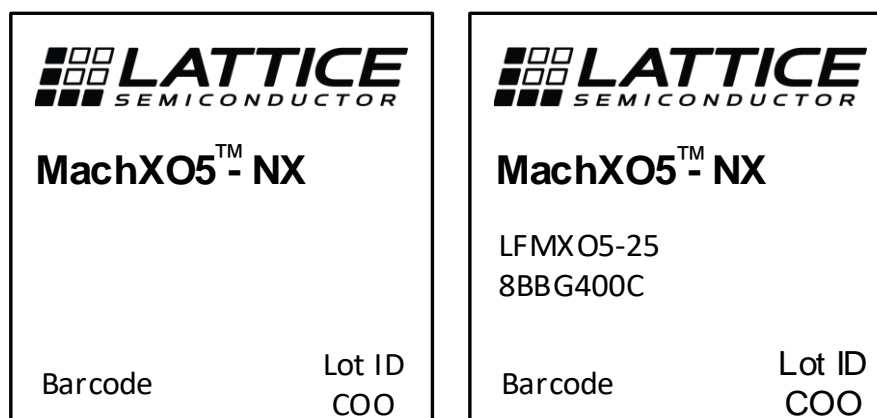 LATTICE
SEMICONDUCTOR
MachXO5™- NX
Barcode
Lot ID
COO
LATTICE
SEMICONDUCTOR
MachXO5™- NX
LFMXO5-25
8BBG400C
Barcode
Lot ID
COO